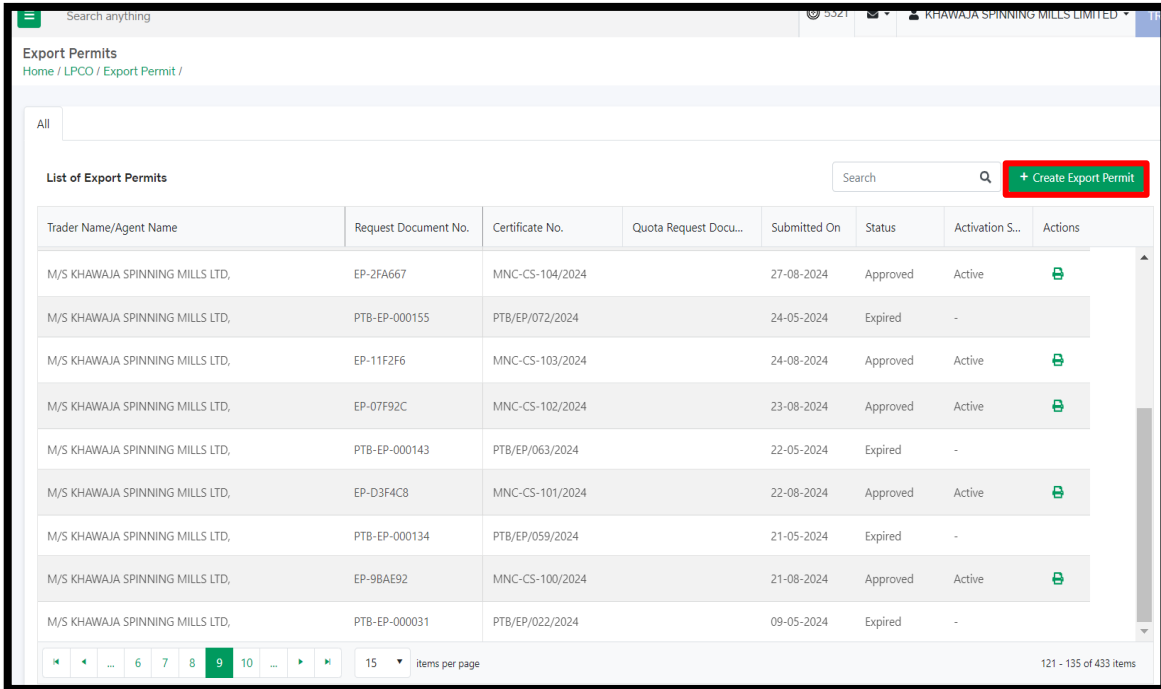 Search anything 5321 KHAWAJA SPINNING MILLS LIMITED TR
Export Permits
Home / LPCO / Export Permit /
All
List of Export Permits Search + Create Export Permit
Trader Name/Agent Name Request Document No. Certificate No. Quota Request Docu... Submitted On Status Activation S... Actions
M/S KHAWAJA SPINNING MILLS LTD, EP-2FA667 MNC-CS-104/2024 27-08-2024 Approved Active
M/S KHAWAJA SPINNING MILLS LTD, PTB-EP-000155 PTB/EP/072/2024 24-05-2024 Expired -
M/S KHAWAJA SPINNING MILLS LTD, EP-11F2F6 MNC-CS-103/2024 24-08-2024 Approved Active
M/S KHAWAJA SPINNING MILLS LTD, EP-07F92C MNC-CS-102/2024 23-08-2024 Approved Active
M/S KHAWAJA SPINNING MILLS LTD, PTB-EP-000143 PTB/EP/063/2024 22-05-2024 Expired -
M/S KHAWAJA SPINNING MILLS LTD, EP-D3F4C8 MNC-CS-101/2024 22-08-2024 Approved Active
M/S KHAWAJA SPINNING MILLS LTD, PTB-EP-000134 PTB/EP/059/2024 21-05-2024 Expired -
M/S KHAWAJA SPINNING MILLS LTD, EP-9BAE92 MNC-CS-100/2024 21-08-2024 Approved Active
M/S KHAWAJA SPINNING MILLS LTD, PTB-EP-000031 PTB/EP/022/2024 09-05-2024 Expired -
... 6 7 8 9 10 ... 15 items per page 121 - 135 of 433 items